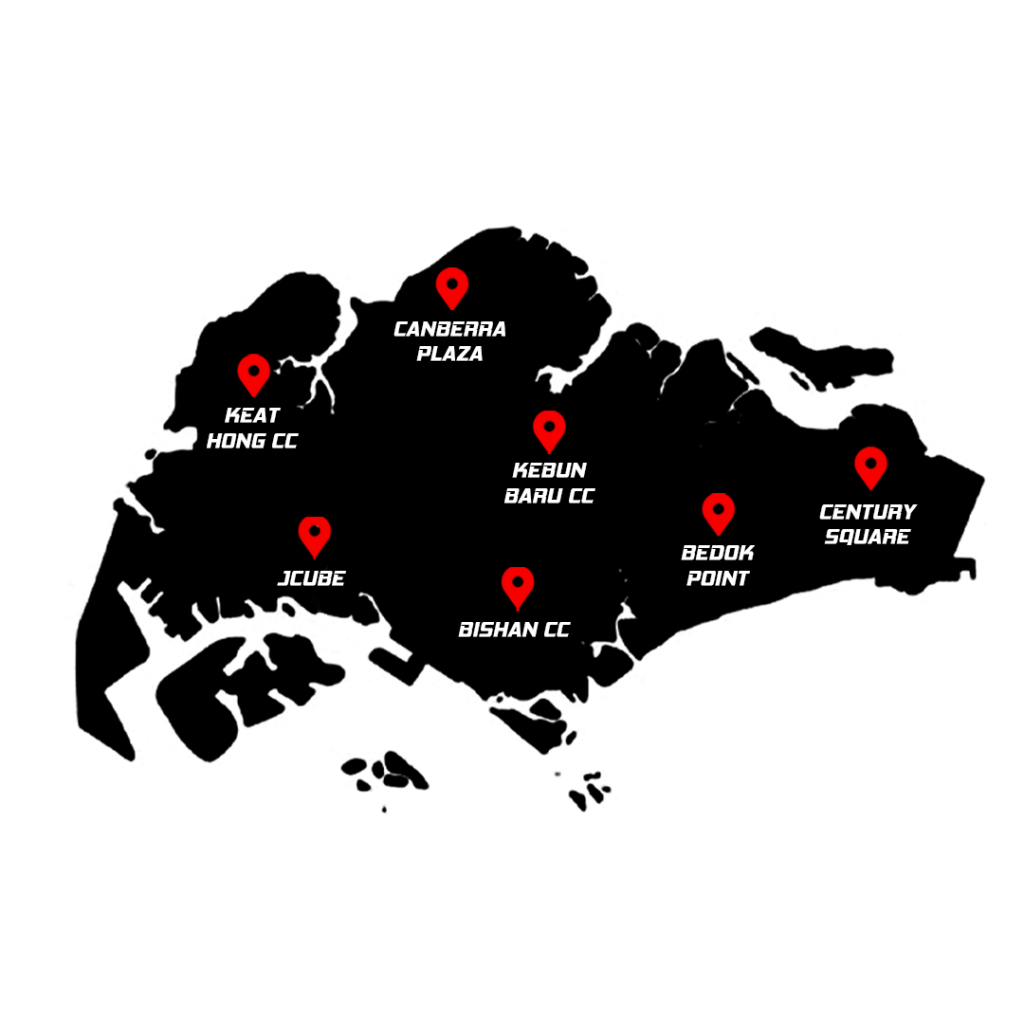 CANBERRA
PLAZA
KEAT
HONG CC
KEBUN
BARU CC
CENTURY
SQUARE
BEDOK
POINT
JCUBE
BISHAN CC